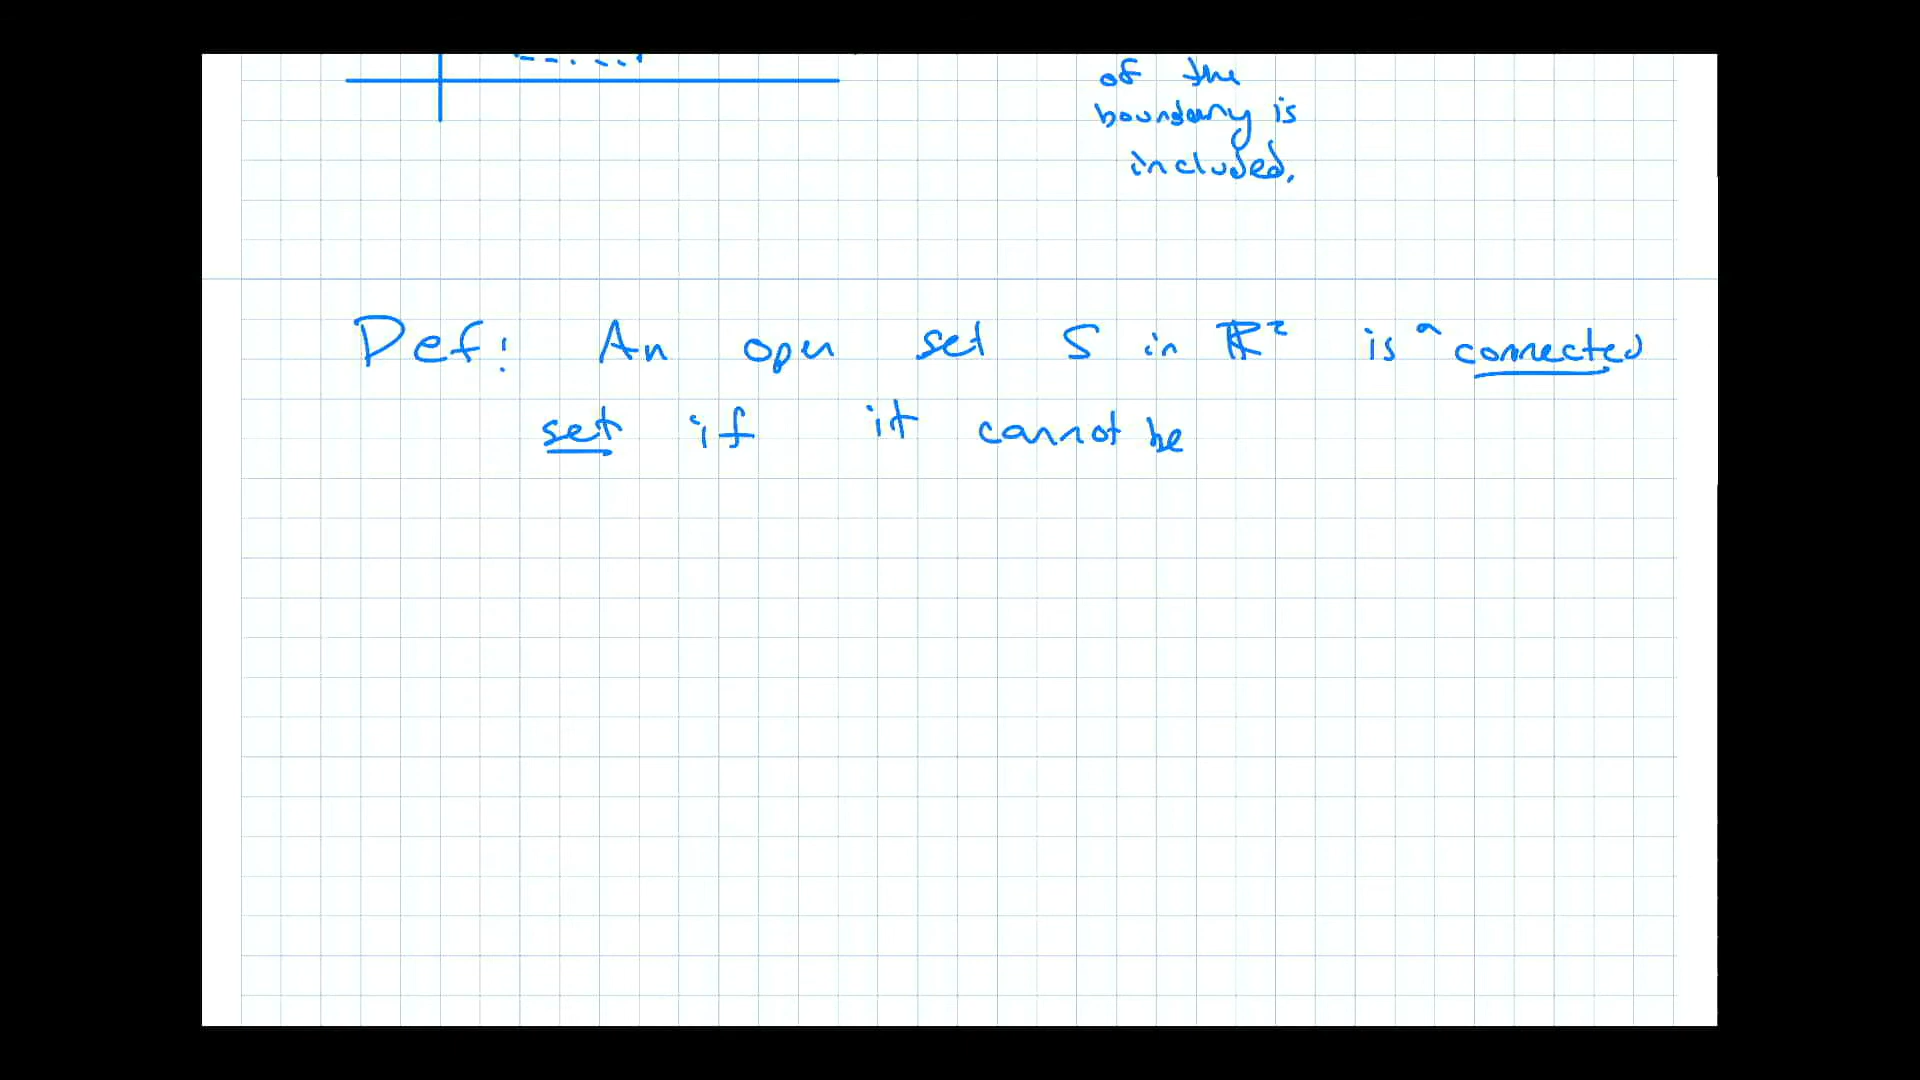 of the
boundary is
included.
Def: An open set S in ℝ² is a connected
set if it cannot be